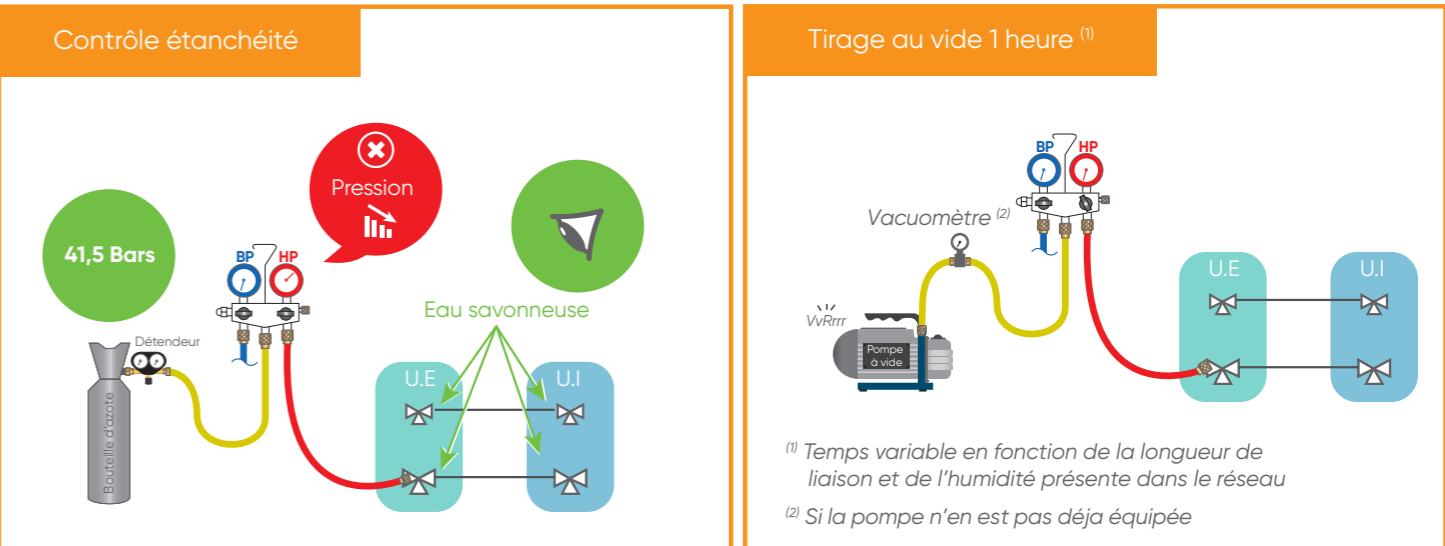 Contrôle étanchéité
41,5 Bars
Pression
BP
HP
Détendeur
Bouteille d'azote
Eau savonneuse
U.E
U.I
Tirage au vide 1 heure (1)
BP
HP
Vacuomètre (2)
VvRrrr
Pompe
à vide
U.E
U.I
(1) Temps variable en fonction de la longueur de
liaison et de l'humidité présente dans le réseau
(2) Si la pompe n'en est pas déja équipée